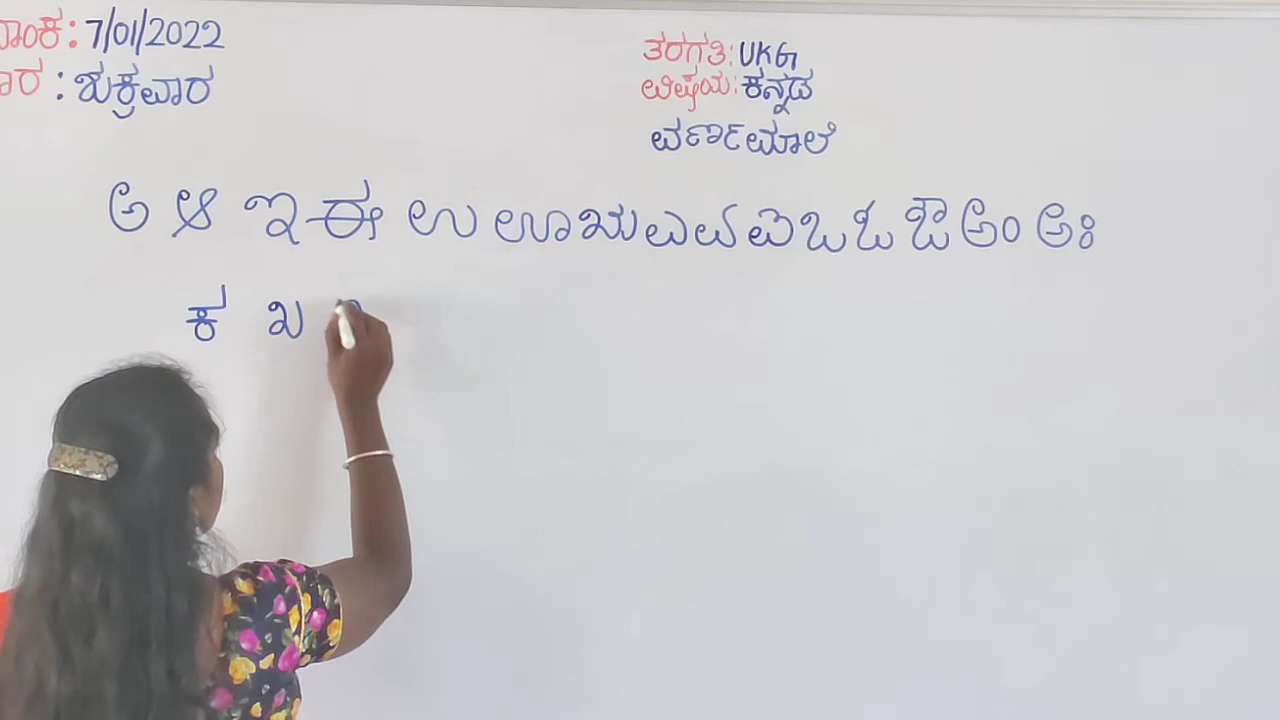 ನಾಂಕ: 7/01/2022
ತರಗತಿ: UKG
ಾರ : ಶುಕ್ರವಾರ
ವಿಷಯ: ಕನ್ನಡ
ವರ್ಣಮಾಲೆ
ಅ ಆ ಇ ಈ ಉ ಊ ಋ ಎ ಏ ಐ ಒ ಓ ಔ ಅಂ ಅಃ
ಕ ಖ